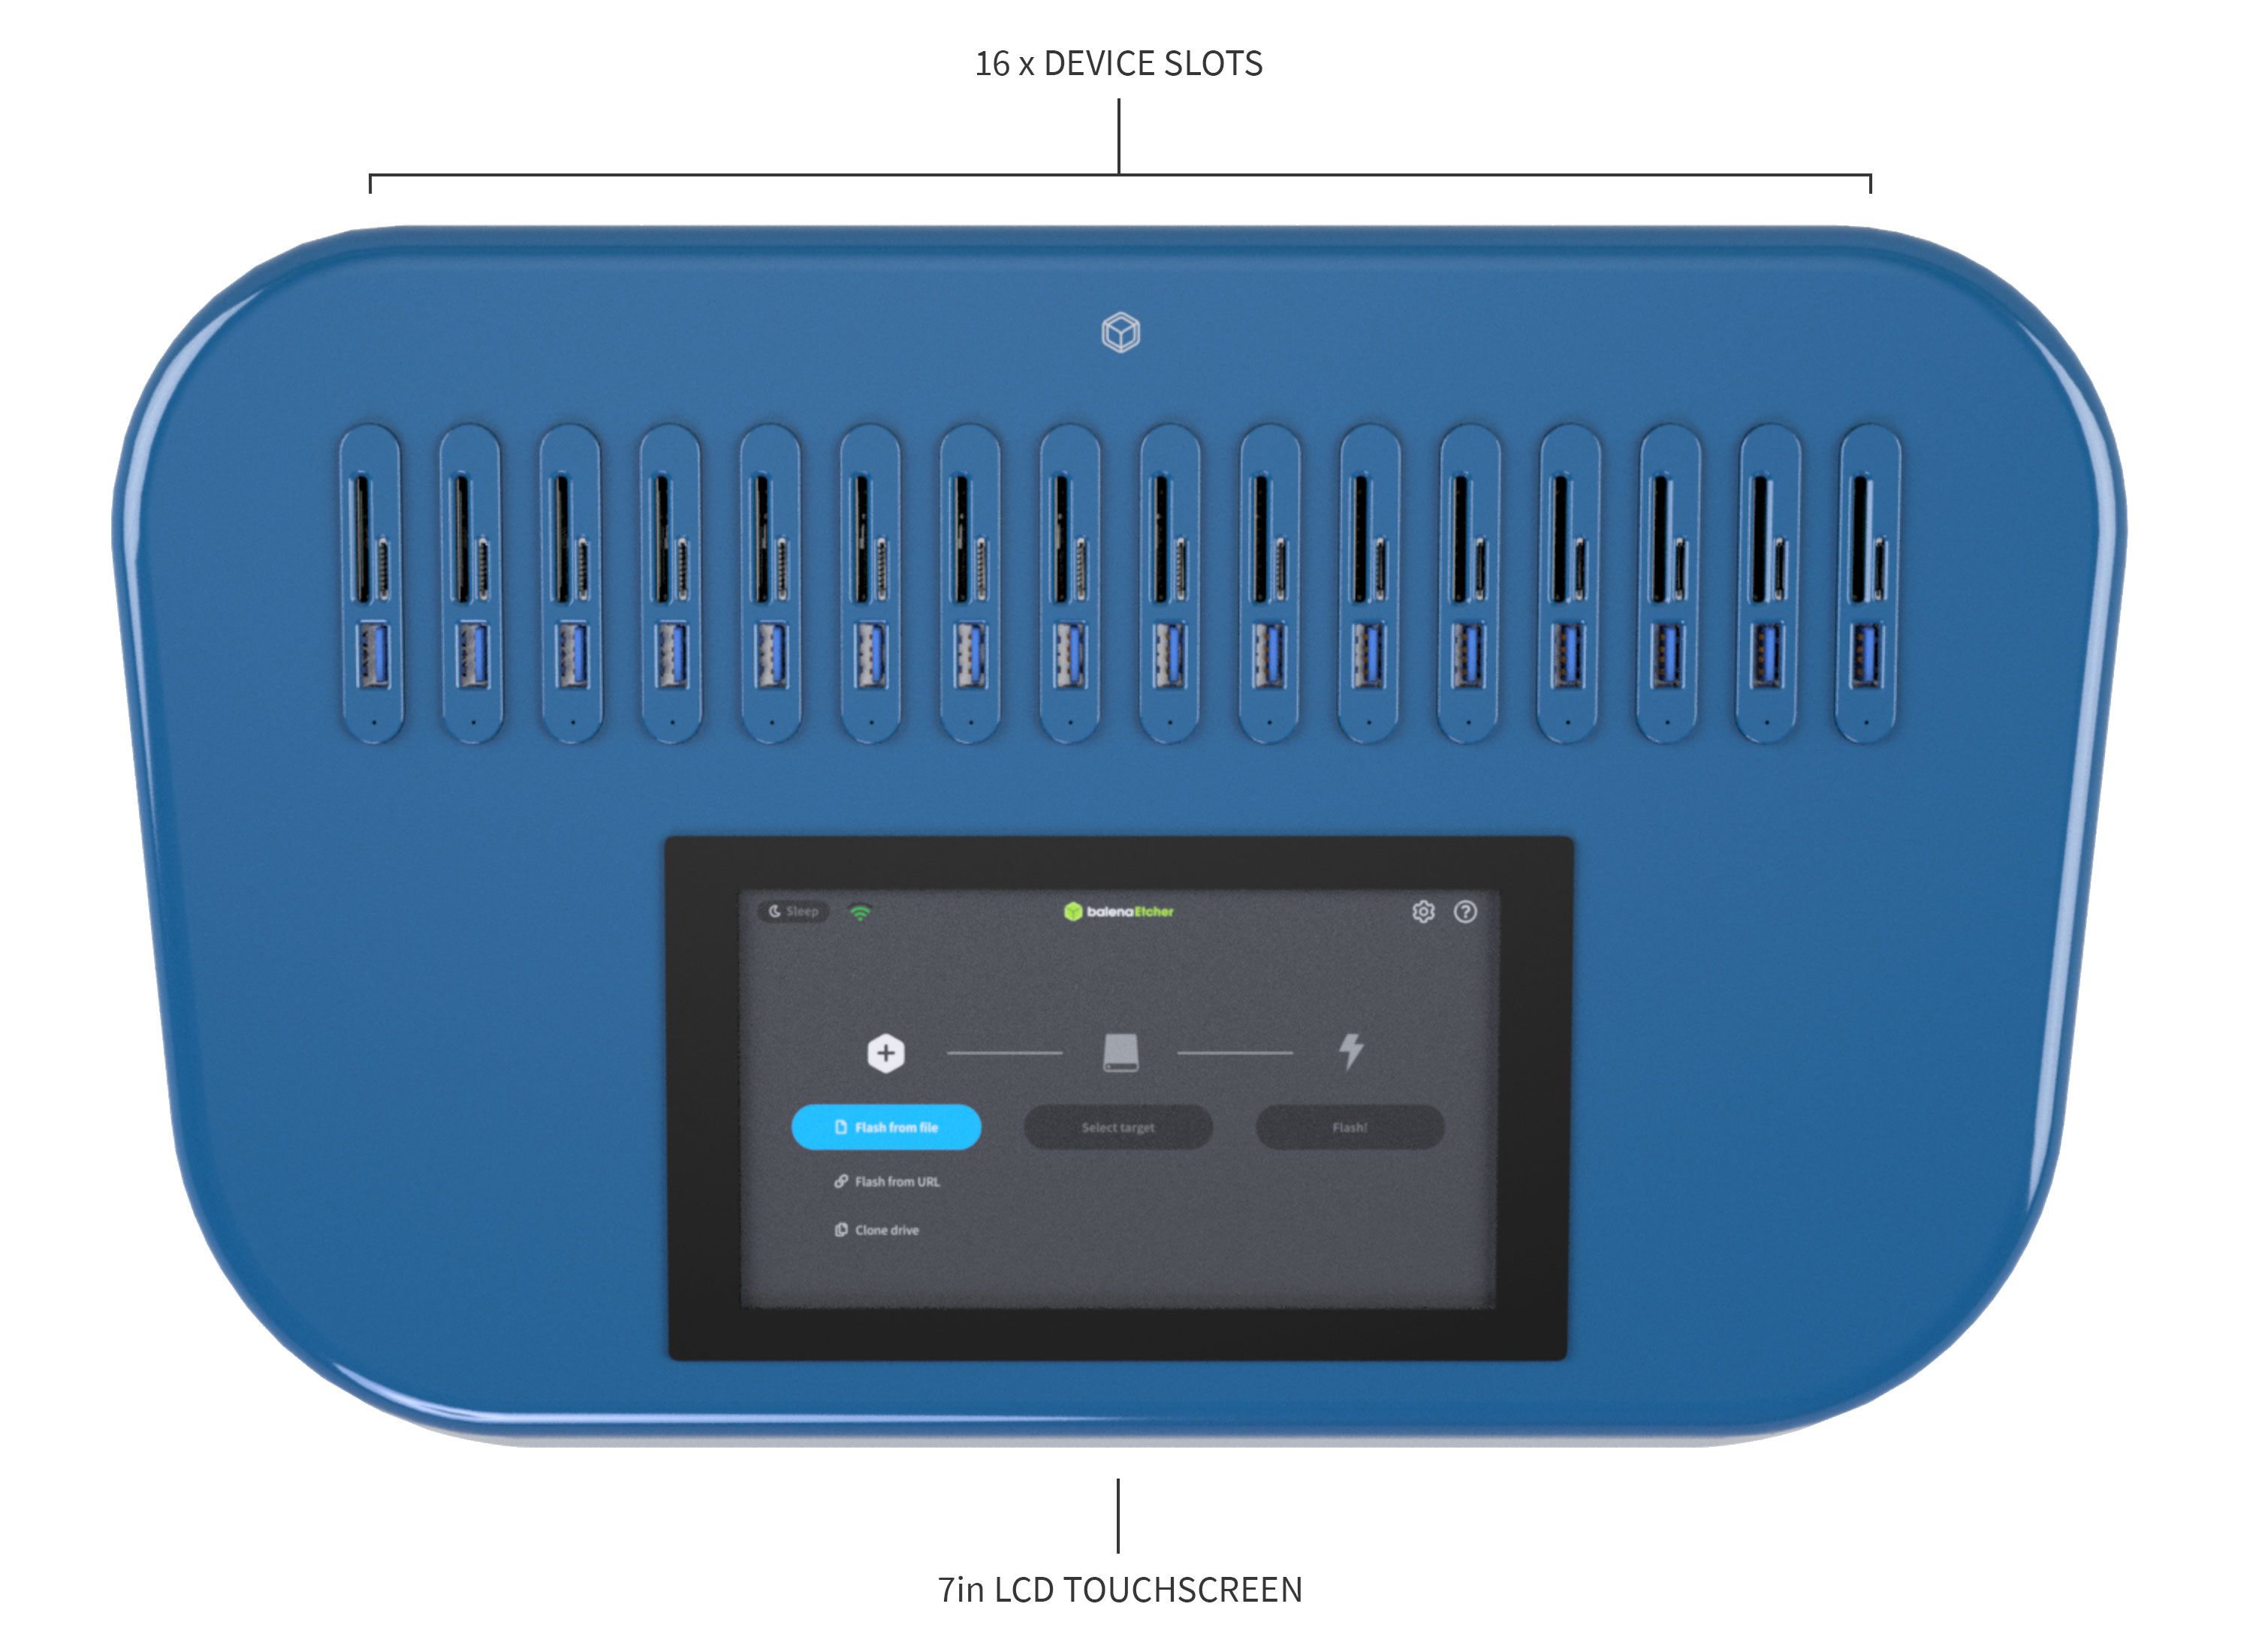 16 x DEVICE SLOTS
Sleep
balenaEtcher
Flash from file
Select target
Flash!
Flash from URL
Clone drive
7in LCD TOUCHSCREEN